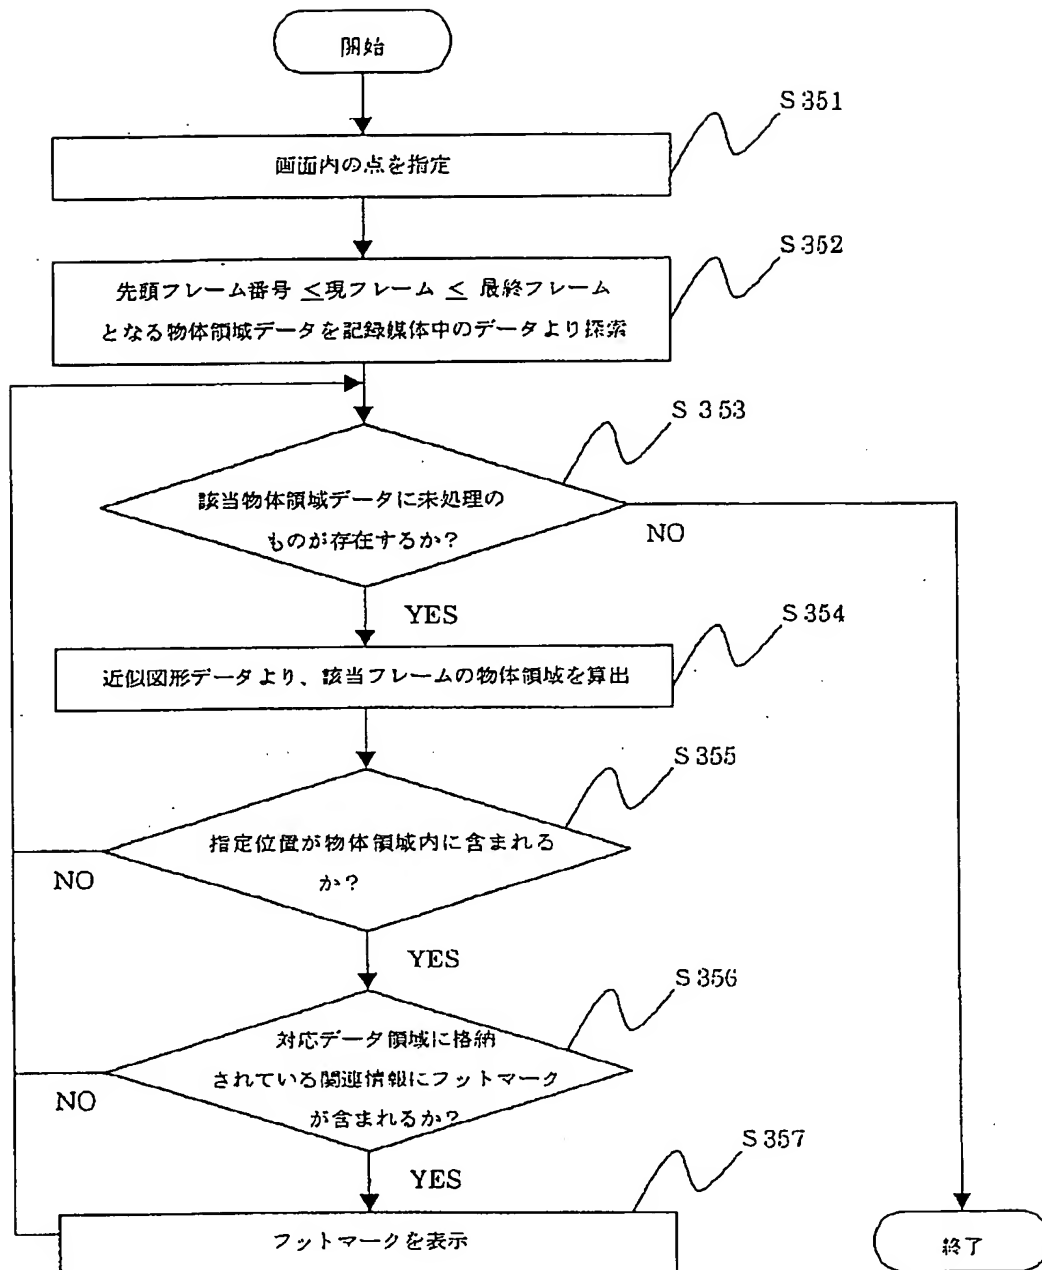 開始
S351
画面内の点を指定
S352
先頭フレーム番号 ≤現フレーム ≤ 最終フレーム
となる物体領域データを記録媒体中のデータより探索
S353
該当物体領域データに未処理の
ものが存在するか?
NO
YES
S354
近似図形データより、該当フレームの物体領域を算出
S355
指定位置が物体領域内に含まれる
か?
NO
YES
S356
対応データ領域に格納
されている関連情報にフットマーク
が含まれるか?
NO
YES
S357
フットマークを表示
終了